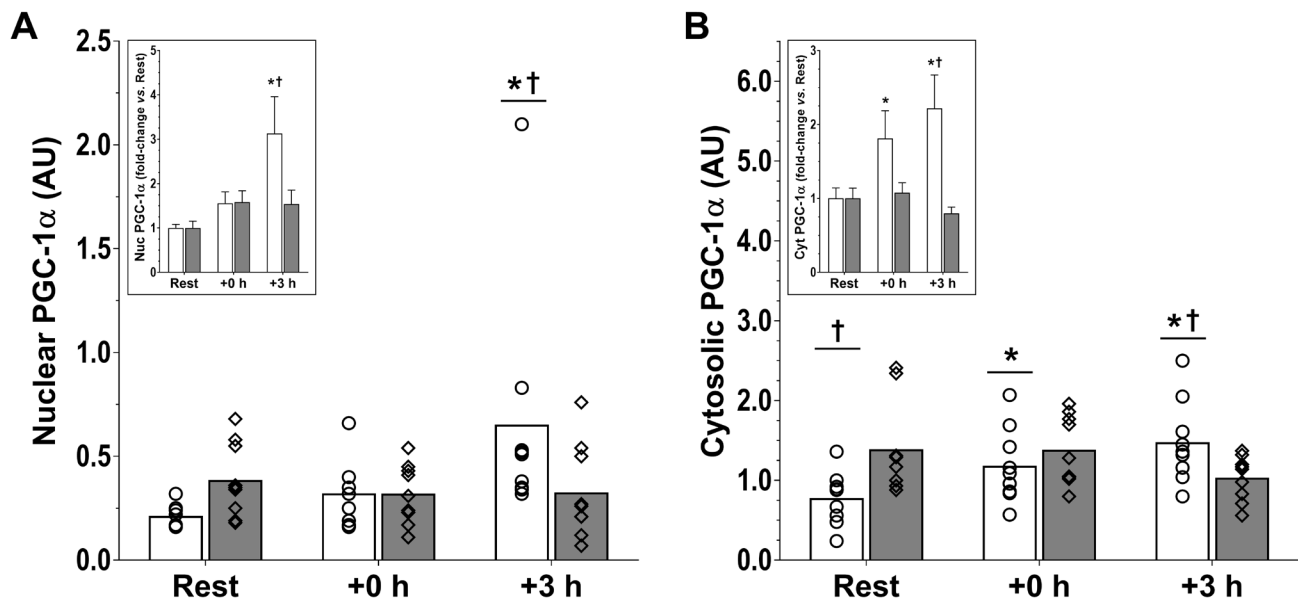 A
Nuclear PGC-1α (AU)
2.5
2.0
1.5
1.0
0.5
0.0
Rest
+0 h
+3 h
*†
Nuc PGC-1α (fold-change vs. Rest)
5
4
3
2
1
0
Rest
+0 h
+3 h
*†
B
Cytosolic PGC-1α (AU)
6.0
5.0
4.0
3.0
2.0
1.0
0.0
Rest
+0 h
+3 h
†
*
*†
Cyt PGC-1α (fold-change vs. Rest)
3
2
1
0
Rest
+0 h
+3 h
*
*†